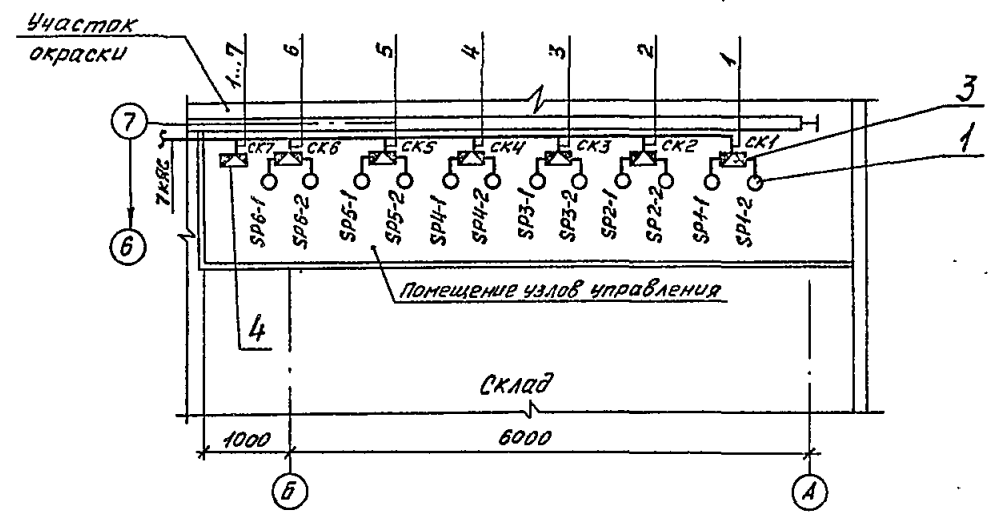 Участок
окраски
1...7
6
5
4
3
2
1
3
1
7
6
7КЯС
СК7
СК6
СК5
СК4
СК3
СК2
СК1
SP6-1
SP6-2
SP5-1
SP5-2
SP4-1
SP4-2
SP3-1
SP3-2
SP2-1
SP2-2
SP1-1
SP1-2
Помещение узлов управления
4
Склад
1000
6000
Б
А